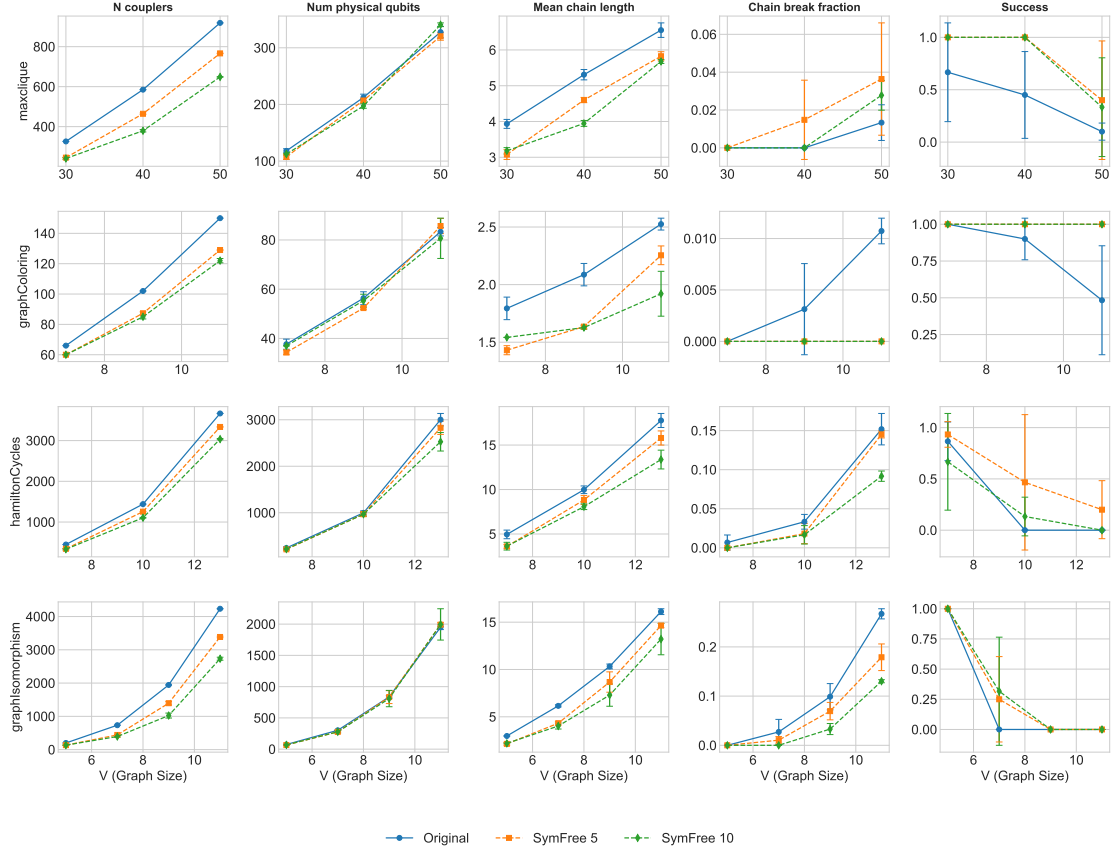 N couplers
Num physical qubits
Mean chain length
Chain break fraction
Success
maxclique
800
600
400
30 40 50
300
200
100
30 40 50
6
5
4
3
30 40 50
0.06
0.04
0.02
0.00
30 40 50
1.0
0.5
0.0
30 40 50
graphColoring
140
120
100
80
60
8 10
80
60
40
8 10
2.5
2.0
1.5
8 10
0.010
0.005
0.000
8 10
1.00
0.75
0.50
0.25
8 10
hamiltonCycles
3000
2000
1000
8 10 12
3000
2000
1000
8 10 12
15
10
5
8 10 12
0.15
0.10
0.05
0.00
8 10 12
1.0
0.5
0.0
8 10 12
graphIsomorphism
4000
3000
2000
1000
0
6 8 10
V (Graph Size)
2000
1500
1000
500
0
6 8 10
V (Graph Size)
15
10
5
6 8 10
V (Graph Size)
0.2
0.1
0.0
6 8 10
V (Graph Size)
1.00
0.75
0.50
0.25
0.00
6 8 10
V (Graph Size)
Original SymFree 5 SymFree 10